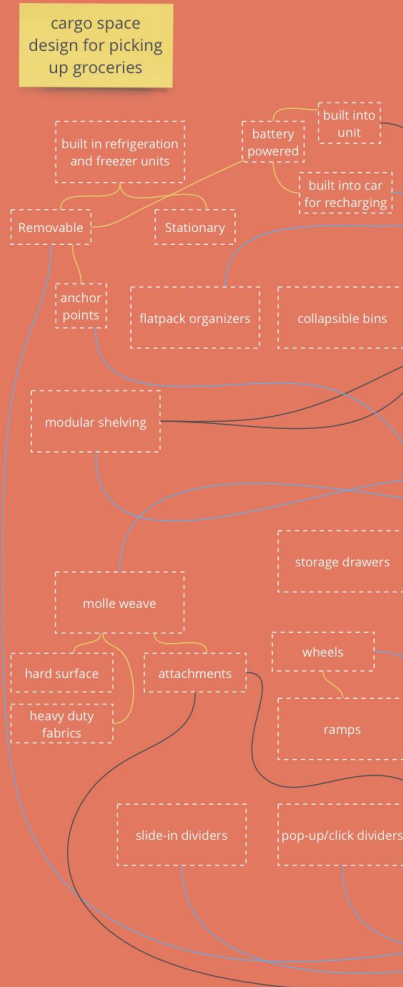 cargo space
design for picking
up groceries
built into
unit
battery
powered
built in refrigeration
and freezer units
built into car
for recharging
Removable
Stationary
anchor
points
flatpack organizers
collapsible bins
modular shelving
storage drawers
molle weave
wheels
hard surface
attachments
heavy duty
fabrics
ramps
slide-in dividers
pop-up/click dividers